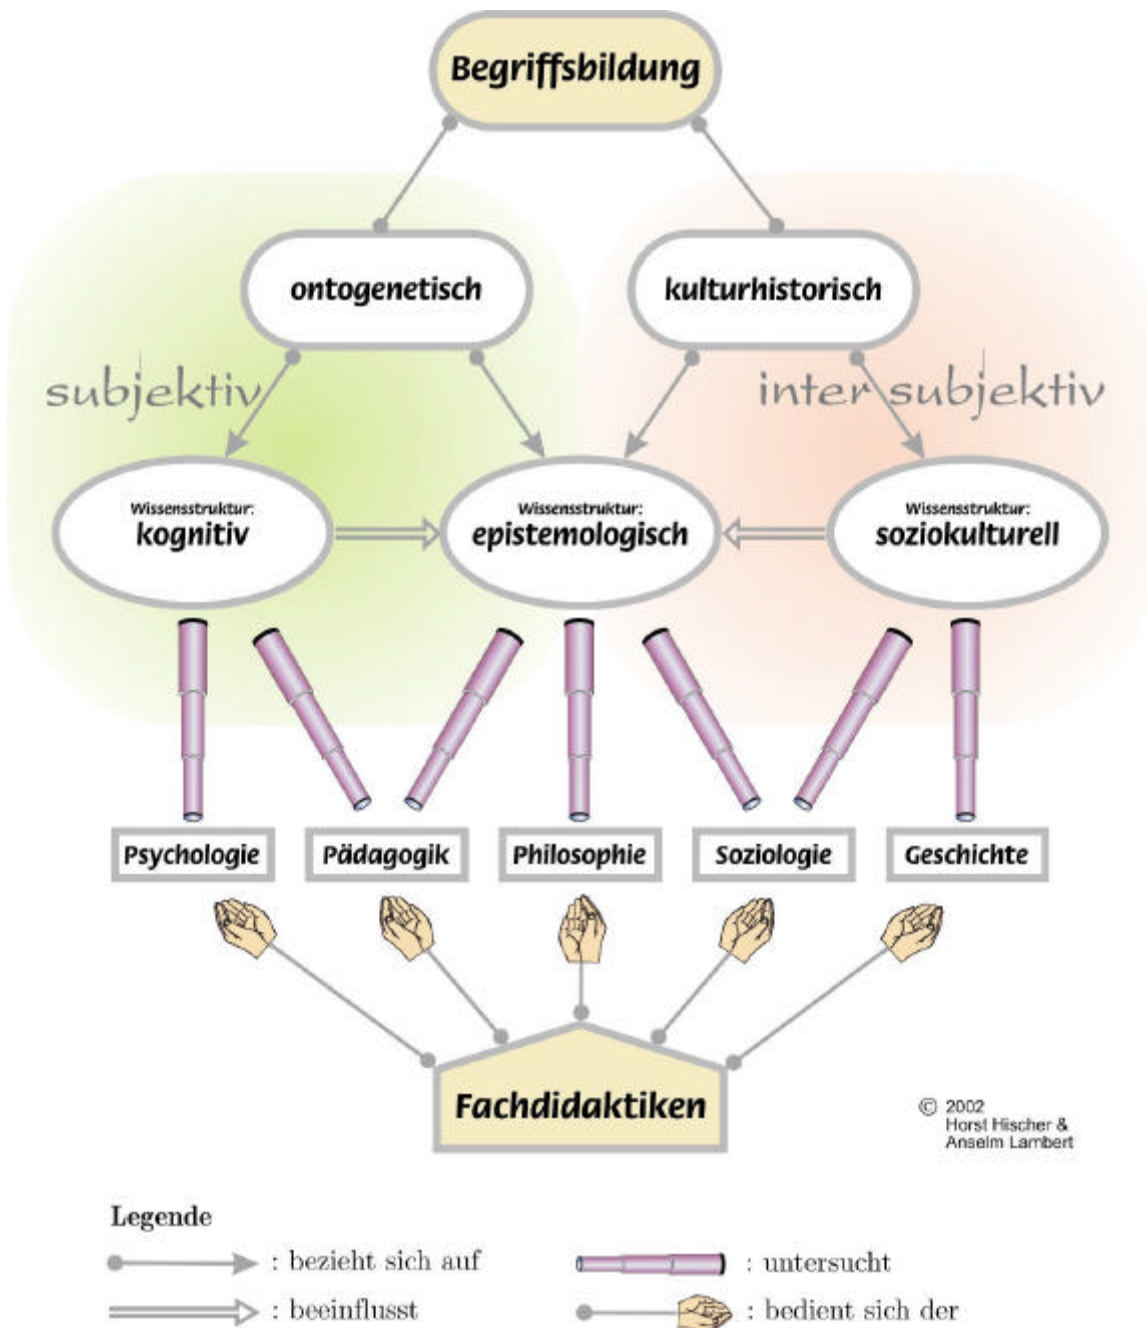 Begriffsbildung
ontogenetisch
kulturhistorisch
subjektiv
inter subjektiv
Wissensstruktur:
kognitiv
Wissensstruktur:
epistemologisch
Wissensstruktur:
soziokulturell
Psychologie
Pädagogik
Philosophie
Soziologie
Geschichte
Fachdidaktiken
© 2002
Horst Hischer &
Anselm Lambert
Legende
: bezieht sich auf
: untersucht
: beeinflusst
: bedient sich der